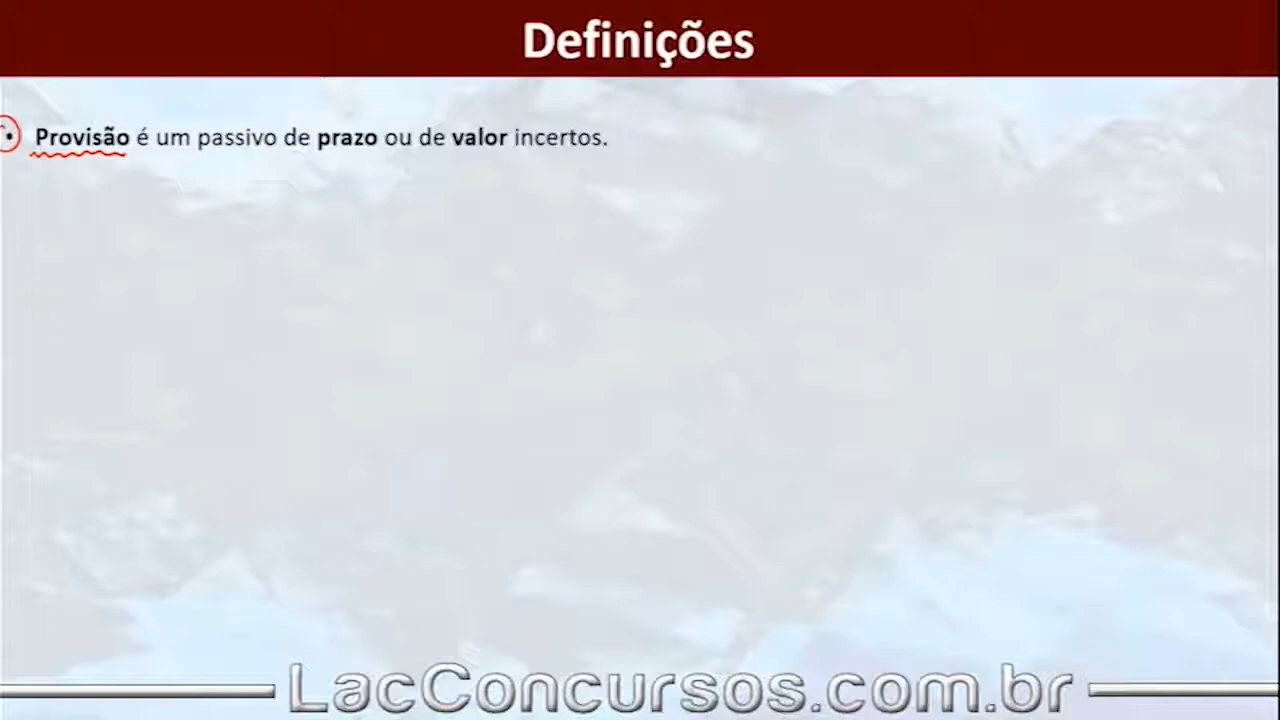 Definições
• Provisão é um passivo de prazo ou de valor incertos.
LacConcursos.com.br